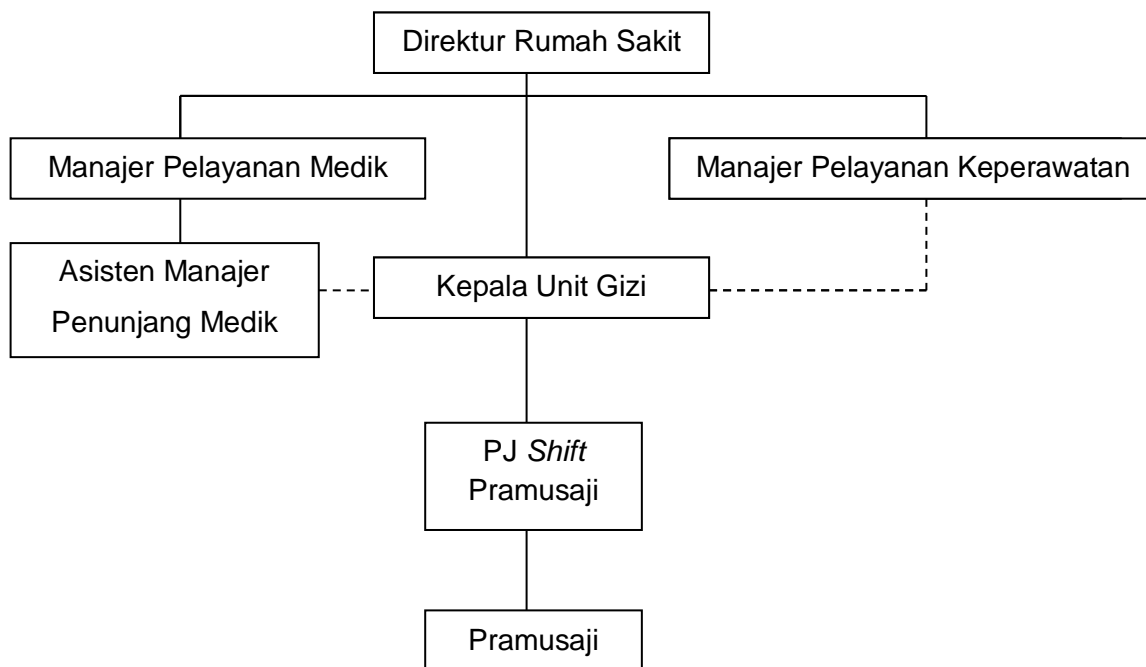 Direktur Rumah Sakit
Manajer Pelayanan Medik
Manajer Pelayanan Keperawatan
Asisten Manajer
Penunjang Medik
Kepala Unit Gizi
PJ Shift
Pramusaji
Pramusaji